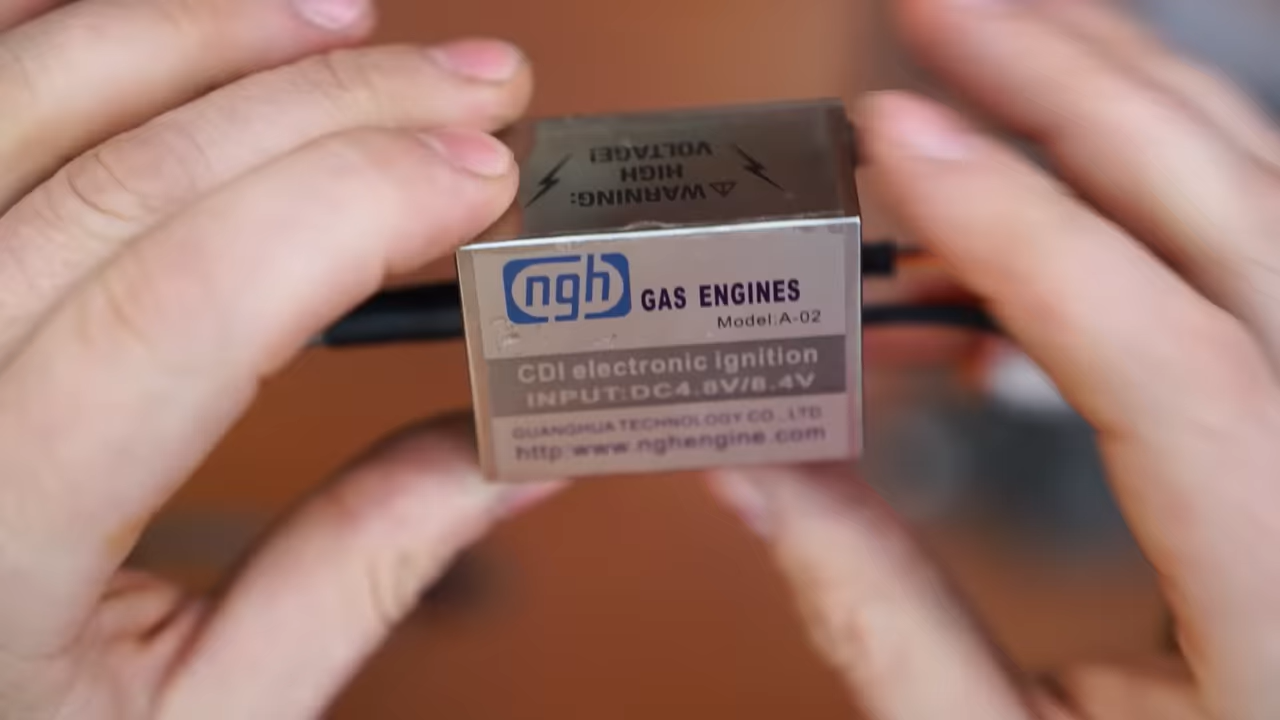 ⚠WARNING:
HIGH
VOLTAGE!
ngh GAS ENGINES
Model:A-02
CDI electronic ignition
INPUT:DC4.8V/8.4V
GUANGHUA TECHNOLOGY CO., LTD
http:www.nghengine.com